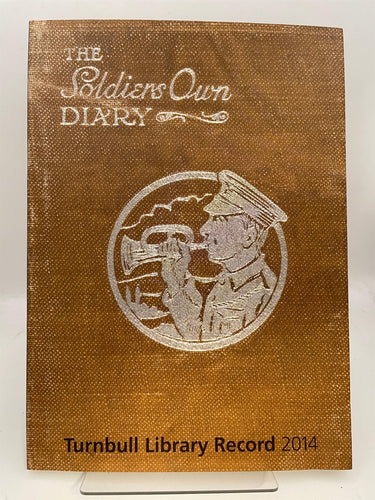 THE
Soldiers Own
DIARY
Turnbull Library Record 2014